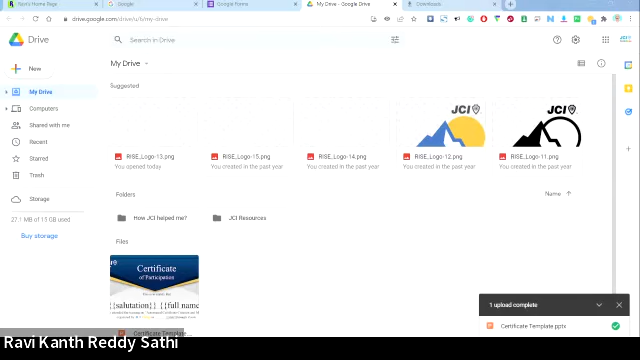 Ravi's Home Page
Google
Google Forms
My Drive - Google Drive
Downloads
drive.google.com/drive/u/6/my-drive
Drive
Search in Drive
JCI
New
My Drive
Computers
Shared with me
Recent
Starred
Trash
Storage
27.1 MB of 15 GB used
Buy storage
My Drive
Suggested
JCI
JCI
RISE_Logo-13.png
You opened today
RISE_Logo-15.png
You created in the past year
RISE_Logo-14.png
You created in the past year
RISE_Logo-12.png
You created in the past year
RISE_Logo-11.png
You created in the past year
Folders
Name
How JCI helped me?
JCI Resources
Files
Certificate
of Participation
{{salutation} {{full name
Certificate Template....
1 upload complete
Certificate Template.pptx
Ravi Kanth Reddy Sathi